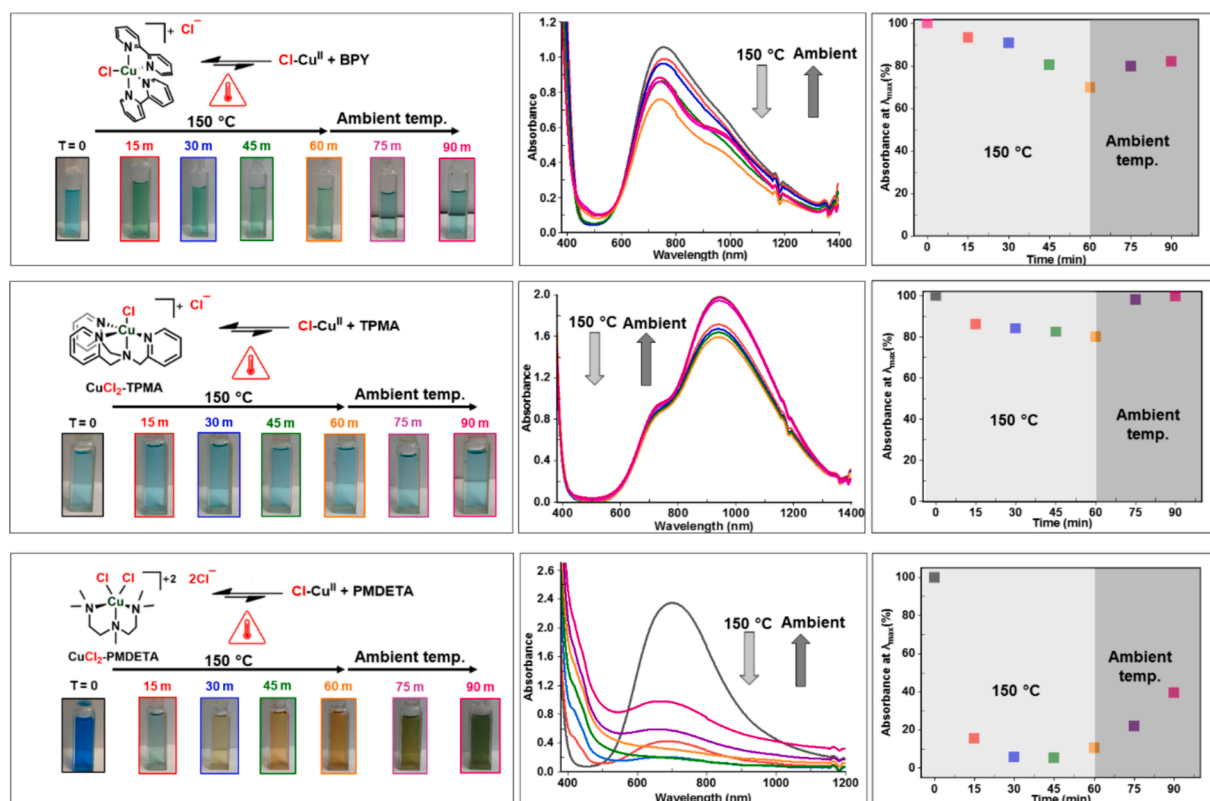 ]+ Cl−
N
N
Cl-Cu
N
N
Cl-Cuᴵᴵ + BPY
150 °C
Ambient temp.
T = 0
15 m
30 m
45 m
60 m
75 m
90 m
Absorbance
1.2
1.0
0.8
0.6
0.4
0.2
0.0
150 °C
Ambient
400
600
800
1000
1200
1400
Wavelength (nm)
Absorbance at λmax(%)
100
80
60
40
20
0
150 °C
Ambient
temp.
0
15
30
45
60
75
90
Time (min)
]+ Cl−
Cl
N
Cu
N
N
N
CuCl2-TPMA
Cl-Cuᴵᴵ + TPMA
150 °C
Ambient temp.
T = 0
15 m
30 m
45 m
60 m
75 m
90 m
Absorbance
2.0
1.6
1.2
0.8
0.4
0.0
150 °C
Ambient
400
600
800
1000
1200
1400
Wavelength (nm)
Absorbance at λmax(%)
100
80
60
40
20
0
150 °C
Ambient
temp.
0
15
30
45
60
75
90
Time (min)
]+2 2Cl−
Cl
Cl
Cu
N
N
N
CuCl2-PMDETA
Cl-Cuᴵᴵ + PMDETA
150 °C
Ambient temp.
T = 0
15 m
30 m
45 m
60 m
75 m
90 m
Absorbance
2.6
2.2
1.8
1.4
1.2
0.8
0.4
0.0
150 °C
Ambient
400
600
800
1000
1200
Wavelength (nm)
Absorbance at λmax(%)
100
80
60
40
20
0
150 °C
Ambient
temp.
0
15
30
45
60
75
90
Time (min)